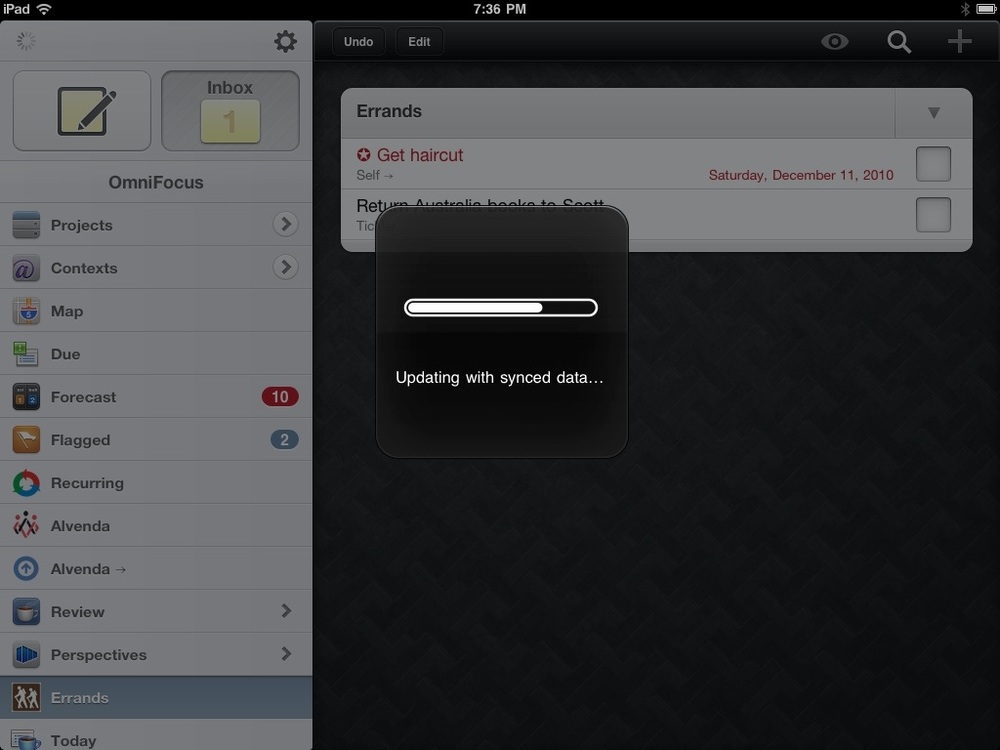 iPad
7:36 PM
Undo
Edit
Inbox
1
OmniFocus
Projects
Contexts
Map
Due
Forecast
10
Flagged
2
Recurring
Alvenda
Alvenda →
Review
Perspectives
Errands
Today
Errands
Get haircut
Self →
Saturday, December 11, 2010
Return Australia books to Scott
Updating with synced data...